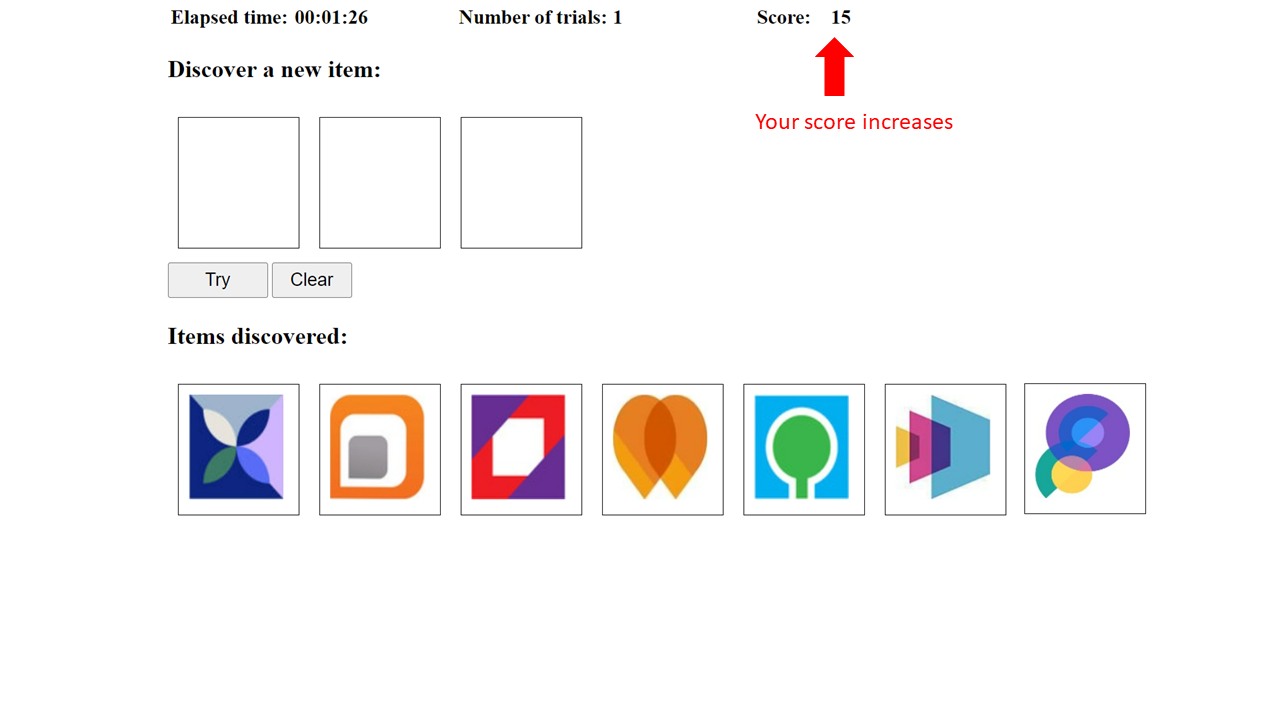 Elapsed time: 00:01:26 Number of trials: 1 Score: 15
Your score increases
Discover a new item:
Try Clear
Items discovered: